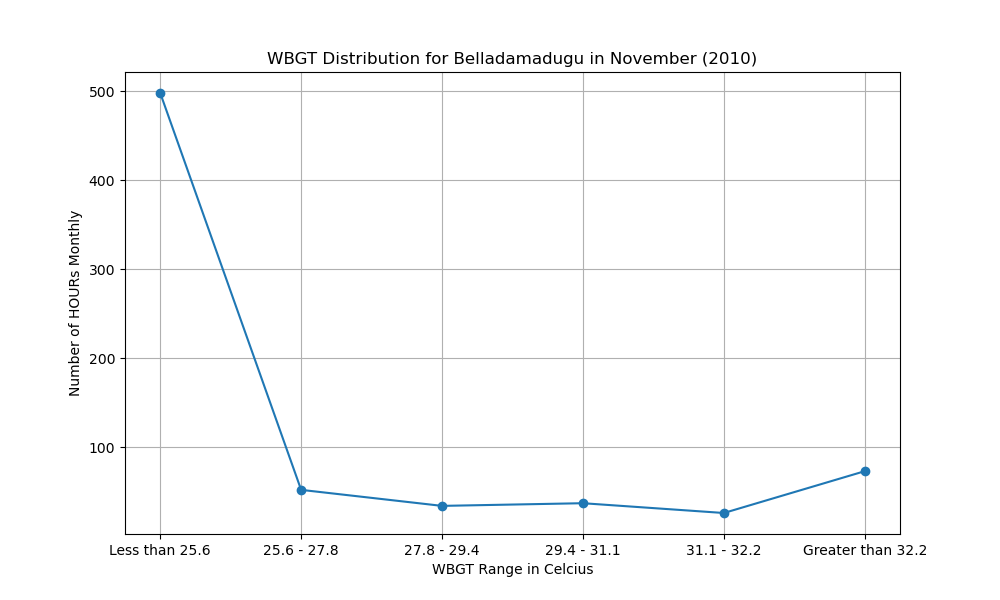 WBGT Distribution for Belladamadugu in November (2010)
Number of HOURs Monthly
500
400
300
200
100
Less than 25.6
25.6 - 27.8
27.8 - 29.4
29.4 - 31.1
31.1 - 32.2
Greater than 32.2
WBGT Range in Celcius